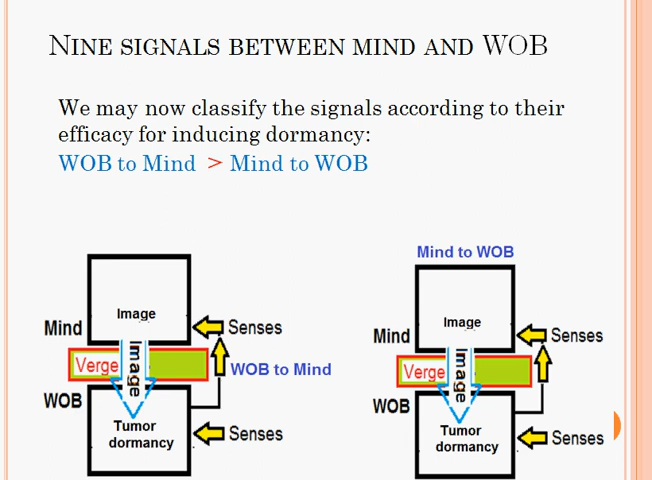 NINE SIGNALS BETWEEN MIND AND WOB
We may now classify the signals according to their
efficacy for inducing dormancy:
WOB to Mind > Mind to WOB
Image
Mind
Senses
Verge
Image
WOB to Mind
WOB
Tumor
dormancy
Senses
Mind to WOB
Image
Mind
Senses
Verge
Image
WOB
Tumor
dormancy
Senses